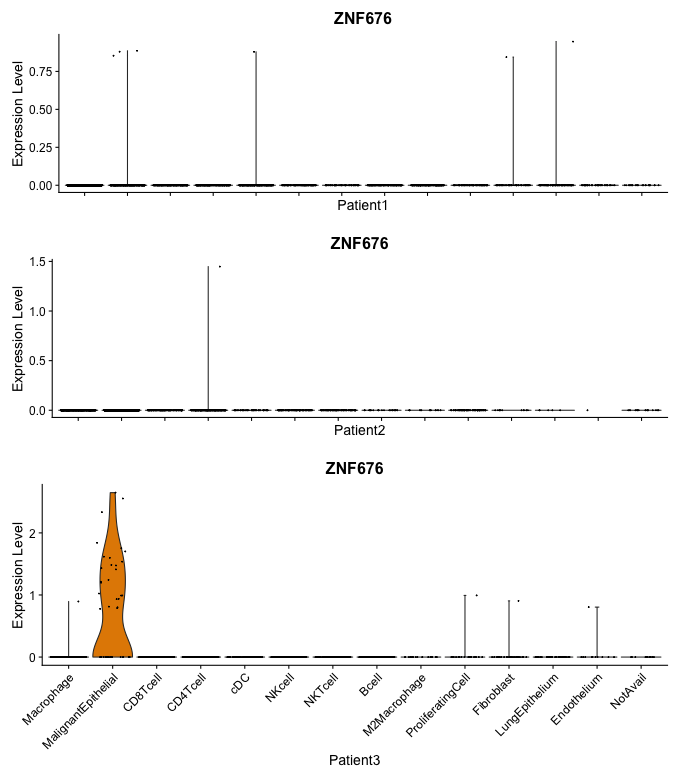 ZNF676
Expression Level
0.75
0.50
0.25
0.00
Patient1
ZNF676
Expression Level
1.5
1.0
0.5
0.0
Patient2
ZNF676
Expression Level
2
1
0
Macrophage
MalignantEpithelial
CD8Tcell
CD4Tcell
cDC
NKcell
NKTcell
Bcell
M2Macrophage
ProliferatingCell
Fibroblast
LungEpithelium
Endothelium
NotAvail
Patient3